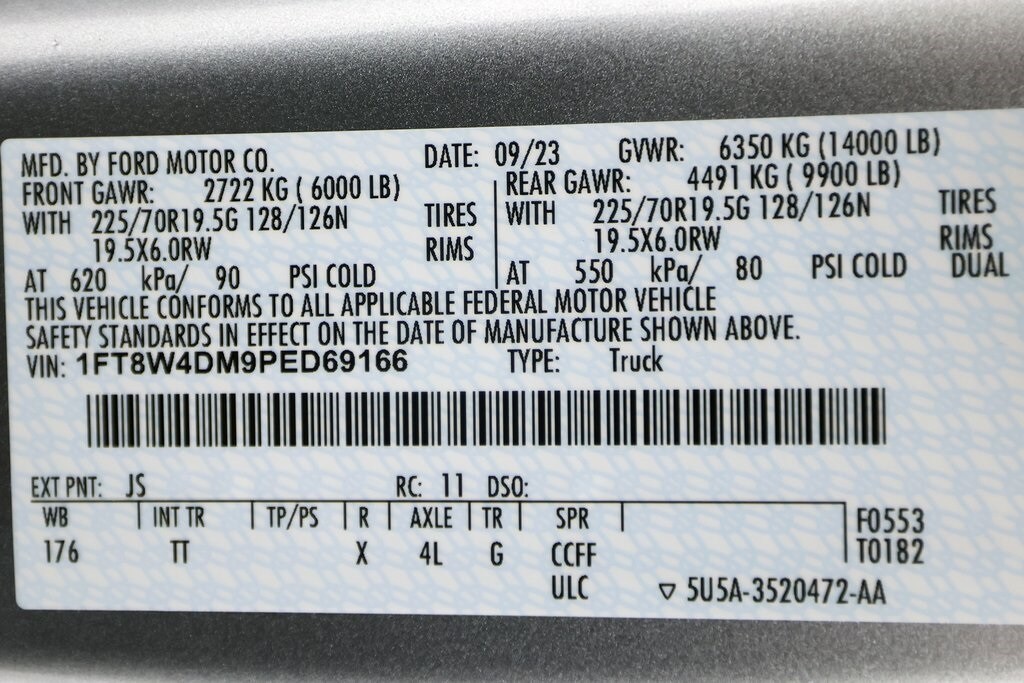 MFD. BY FORD MOTOR CO. DATE: 09/23 GVWR: 6350 KG (14000 LB)
FRONT GAWR: 2722 KG ( 6000 LB) REAR GAWR: 4491 KG ( 9900 LB)
WITH 225/70R19.5G 128/126N TIRES WITH 225/70R19.5G 128/126N TIRES
19.5X6.0RW RIMS 19.5X6.0RW RIMS
AT 620 kPa/ 90 PSI COLD AT 550 kPa/ 80 PSI COLD DUAL
THIS VEHICLE CONFORMS TO ALL APPLICABLE FEDERAL MOTOR VEHICLE
SAFETY STANDARDS IN EFFECT ON THE DATE OF MANUFACTURE SHOWN ABOVE.
VIN: 1FT8W4DM9PED69166 TYPE: Truck
EXT PNT: JS RC: 11 DSO:
WB INT TR TP/PS R AXLE TR SPR F0553
176 TT X 4L G CCFF T0182
ULC ▽ 5U5A-3520472-AA